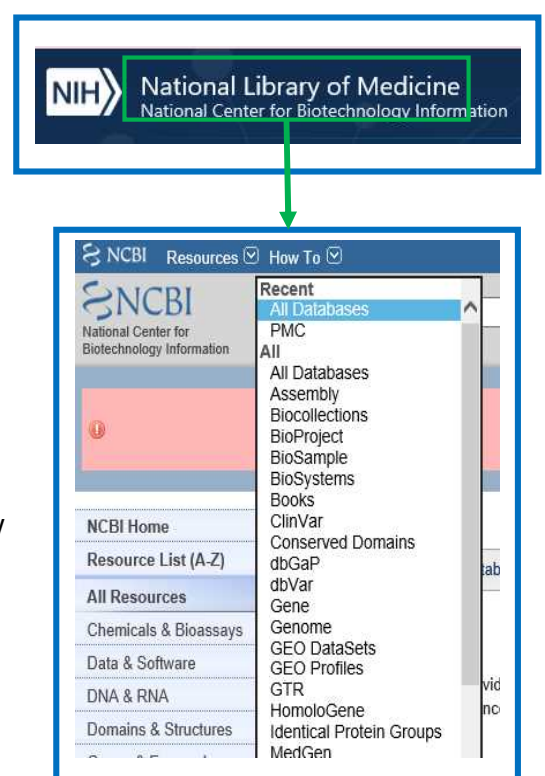 NIH
National Library of Medicine
National Center for Biotechnology Information
NCBI Resources How To
NCBI
National Center for
Biotechnology Information
Recent
All Databases
PMC
All
All Databases
Assembly
Biocollections
BioProject
BioSample
BioSystems
Books
ClinVar
Conserved Domains
dbGaP
dbVar
Gene
Genome
GEO DataSets
GEO Profiles
GTR
HomoloGene
Identical Protein Groups
MedGen
NCBI Home
Resource List (A-Z)
All Resources
Chemicals & Bioassays
Data & Software
DNA & RNA
Domains & Structures